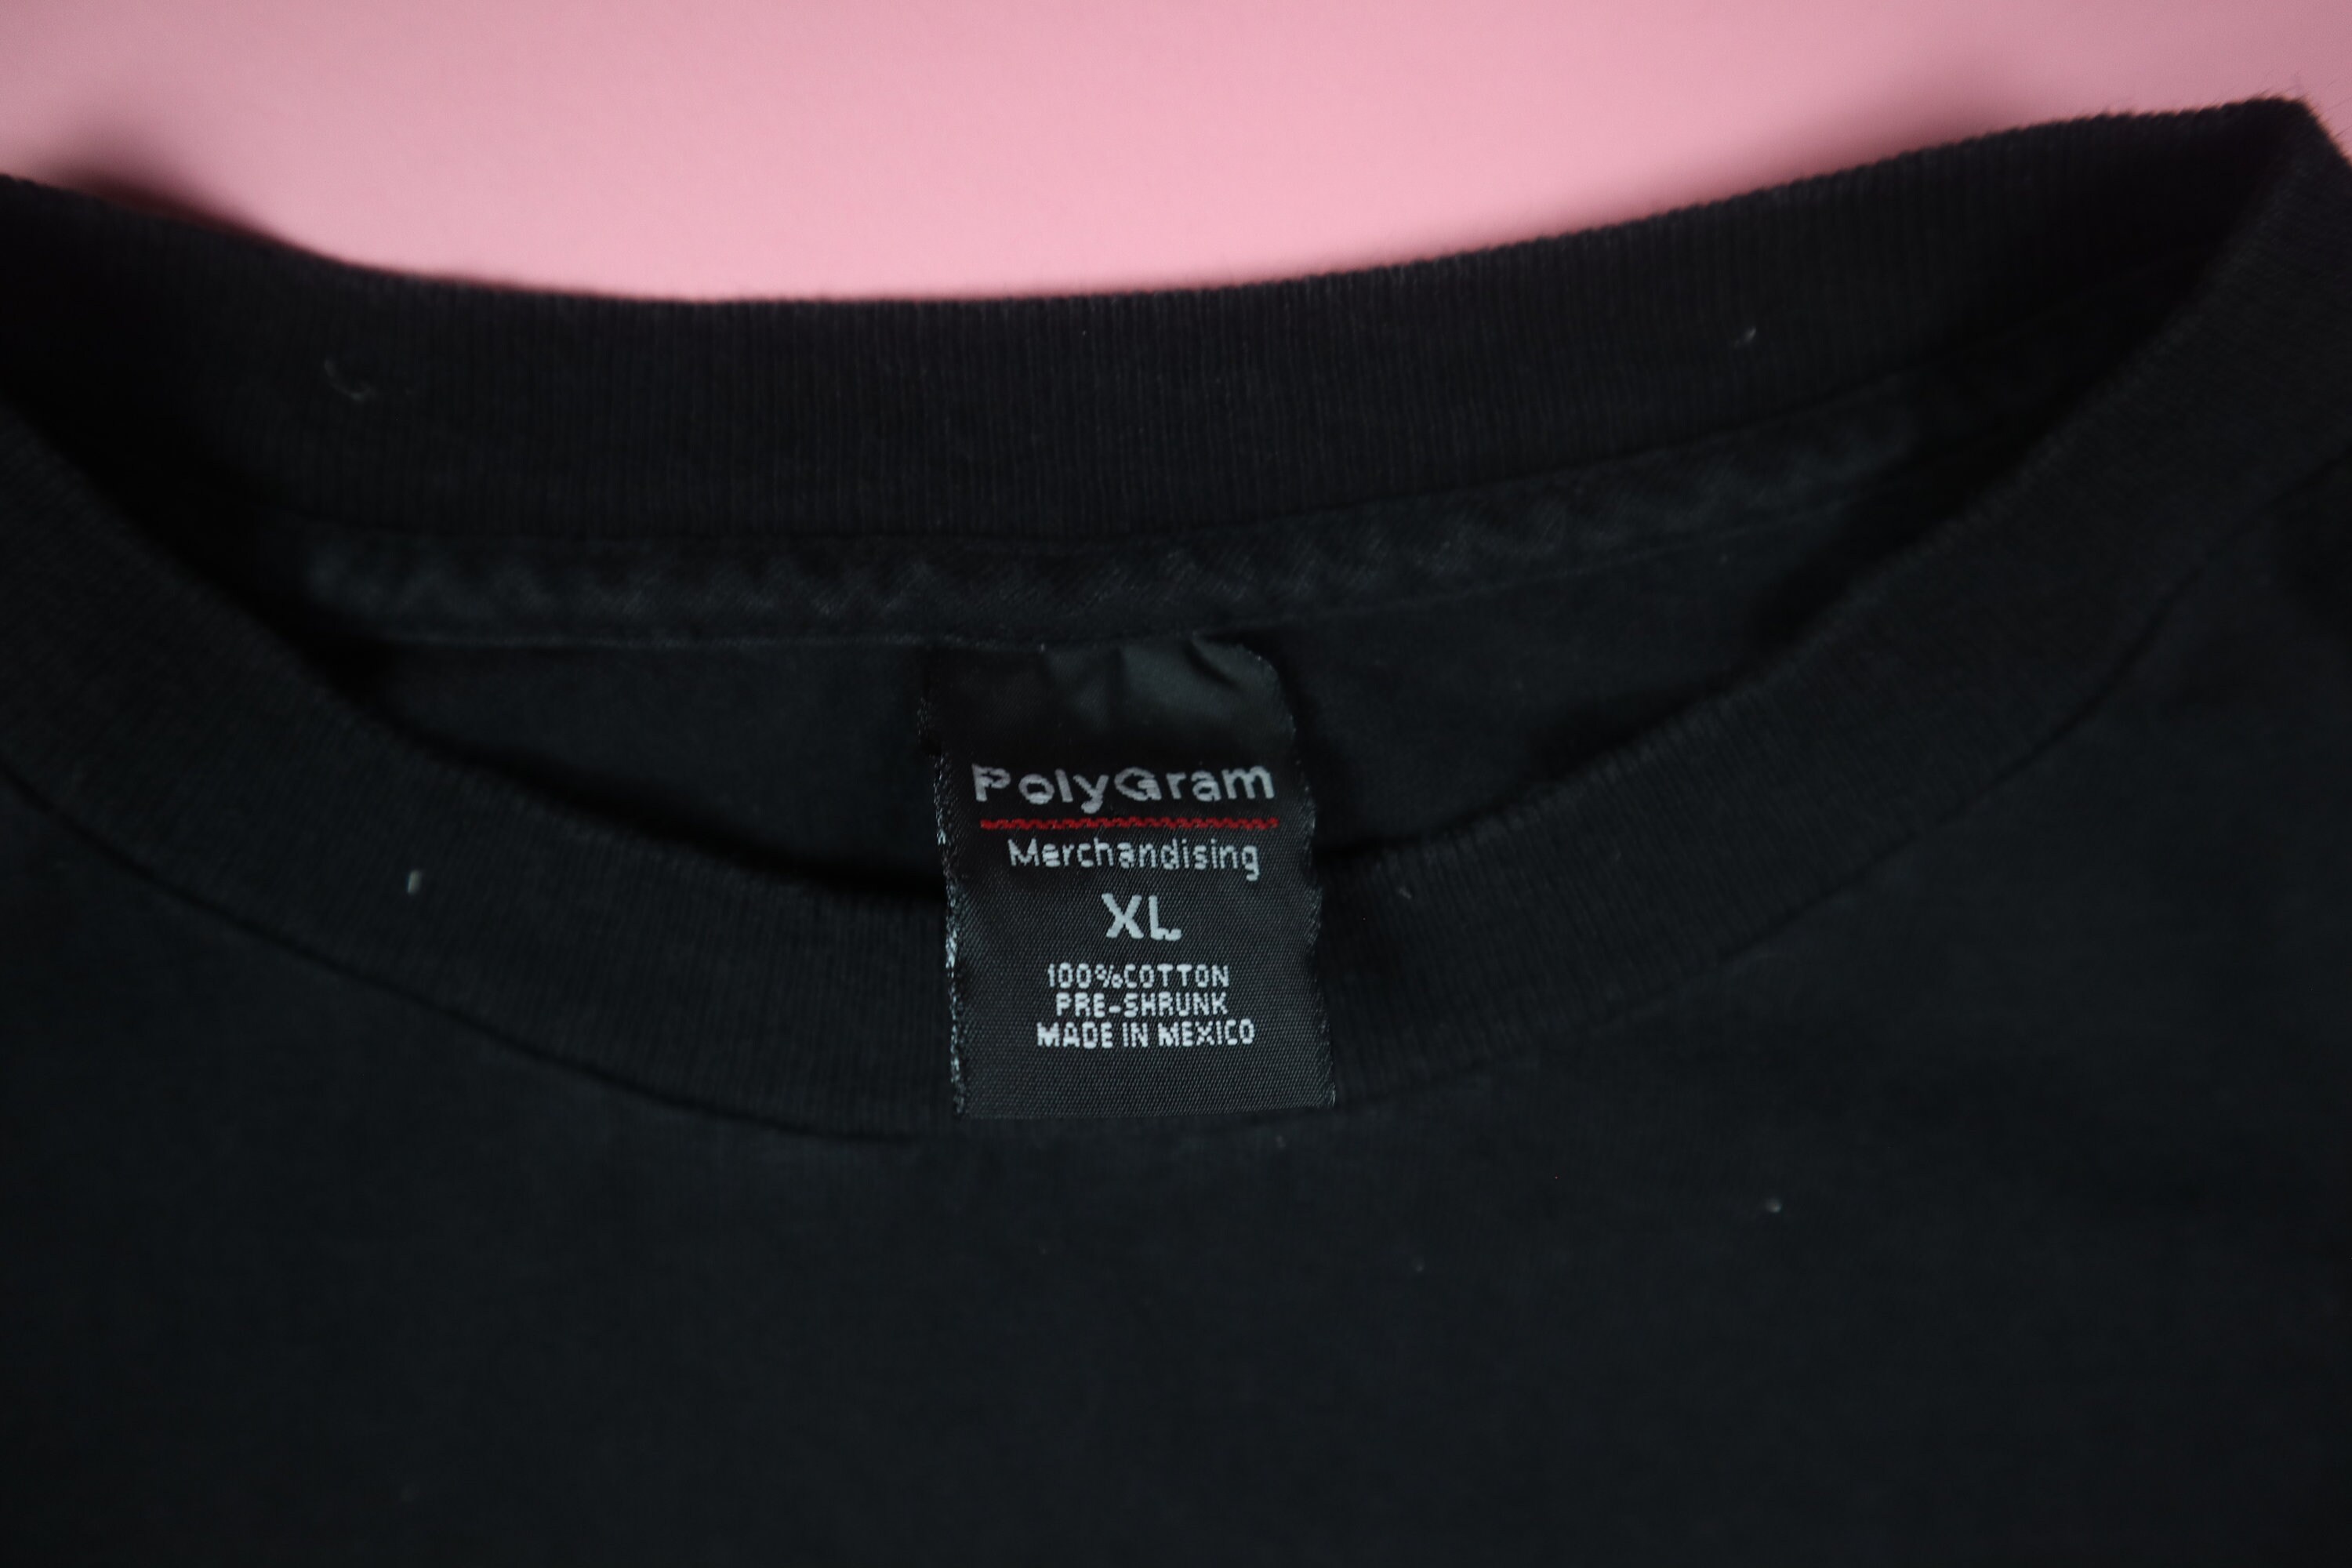 PolyGram
Merchandising
XL
100%COTTON
PRE-SHRUNK
MADE IN MEXICO